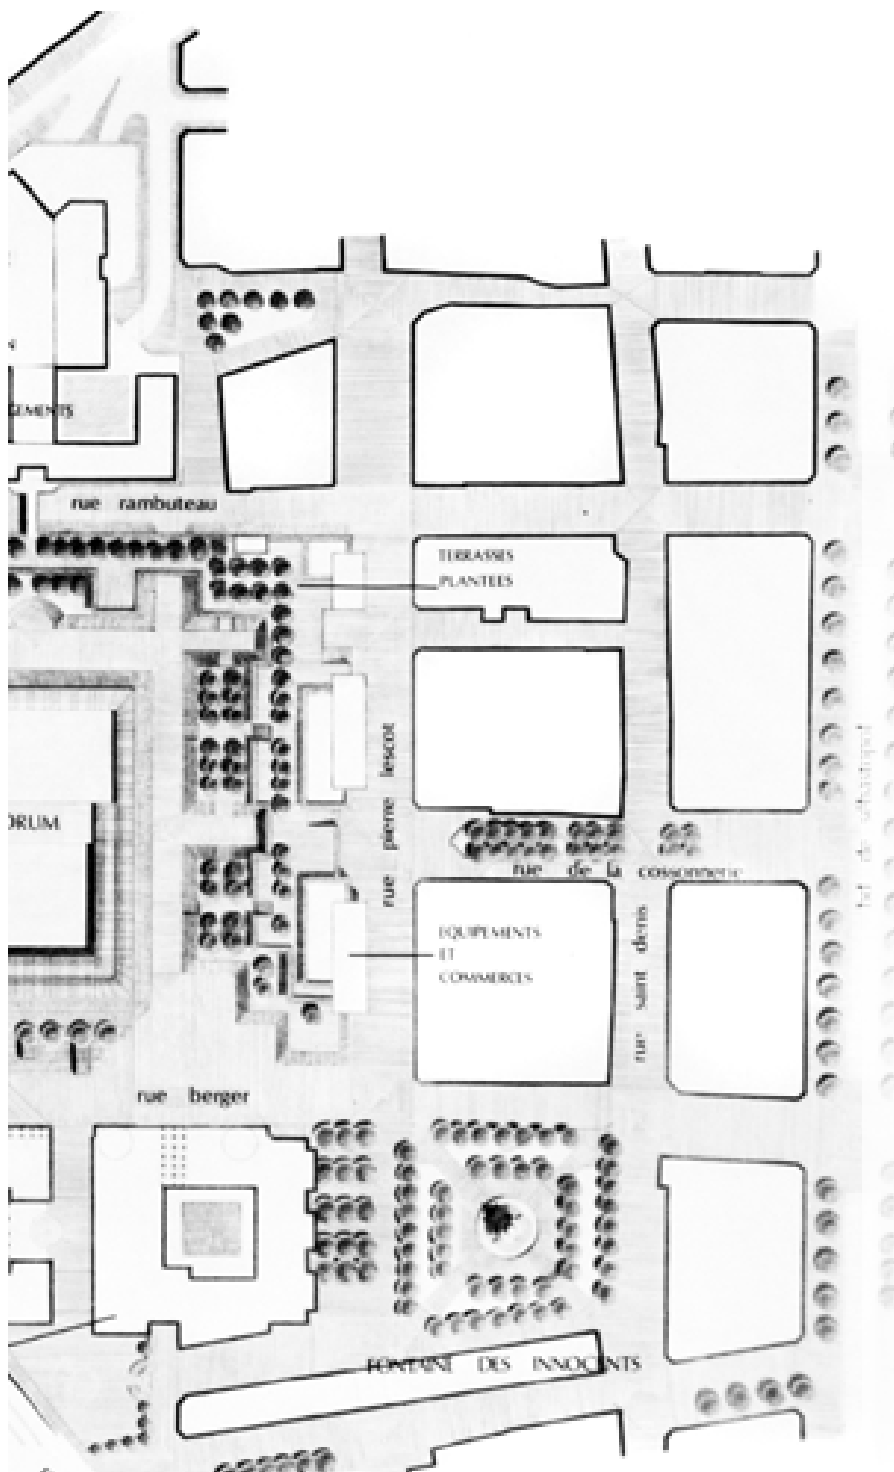 GEMENTS
rue rambuteau
TERRASSES
PLANTEES
rue pierre lescot
ORUM
rue de la cossonnerie
EQUIPEMENTS
ET
COMMERCES
rue saint denis
rue berger
FONTAINE DES INNOCENTS